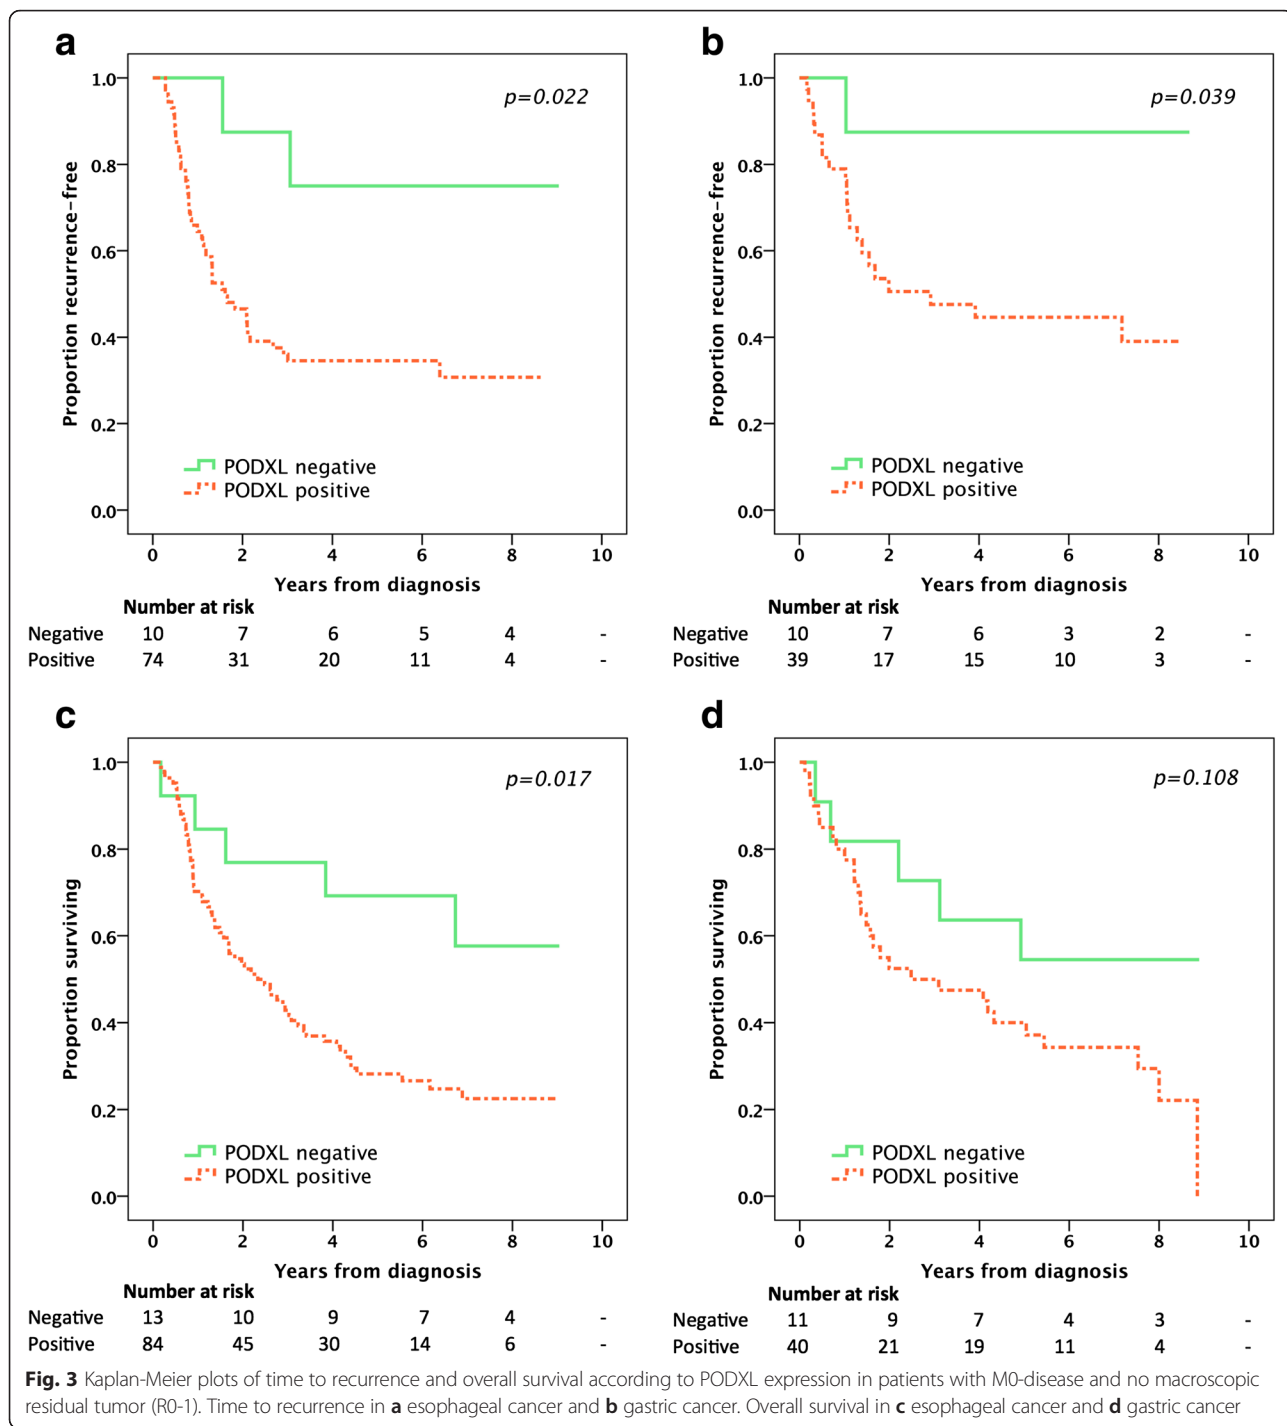 a
p=0.022
1.0
0.8
0.6
0.4
0.2
0.0
Proportion recurrence-free
PODXL negative
PODXL positive
0 2 4 6 8 10
Years from diagnosis
Number at risk
Negative 10 7 6 5 4 -
Positive 74 31 20 11 4 -
b
p=0.039
1.0
0.8
0.6
0.4
0.2
0.0
Proportion recurrence-free
PODXL negative
PODXL positive
0 2 4 6 8 10
Years from diagnosis
Number at risk
Negative 10 7 6 3 2 -
Positive 39 17 15 10 3 -
c
p=0.017
1.0
0.8
0.6
0.4
0.2
0.0
Proportion surviving
PODXL negative
PODXL positive
0 2 4 6 8 10
Years from diagnosis
Number at risk
Negative 13 10 9 7 4 -
Positive 84 45 30 14 6 -
d
p=0.108
1.0
0.8
0.6
0.4
0.2
0.0
Proportion surviving
PODXL negative
PODXL positive
0 2 4 6 8 10
Years from diagnosis
Number at risk
Negative 11 9 7 4 3 -
Positive 40 21 19 11 4 -
Fig. 3 Kaplan-Meier plots of time to recurrence and overall survival according to PODXL expression in patients with M0-disease and no macroscopic
residual tumor (R0-1). Time to recurrence in a esophageal cancer and b gastric cancer. Overall survival in c esophageal cancer and d gastric cancer